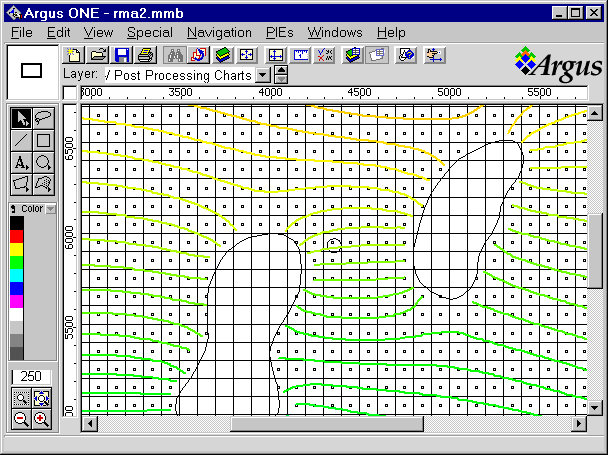 Argus ONE - rma2.mmb
File Edit View Special Navigation PIEs Windows Help
Argus
Layer: / Post Processing Charts
3000 3500 4000 4500 5000 5500
6500
6000
5500
Color
250